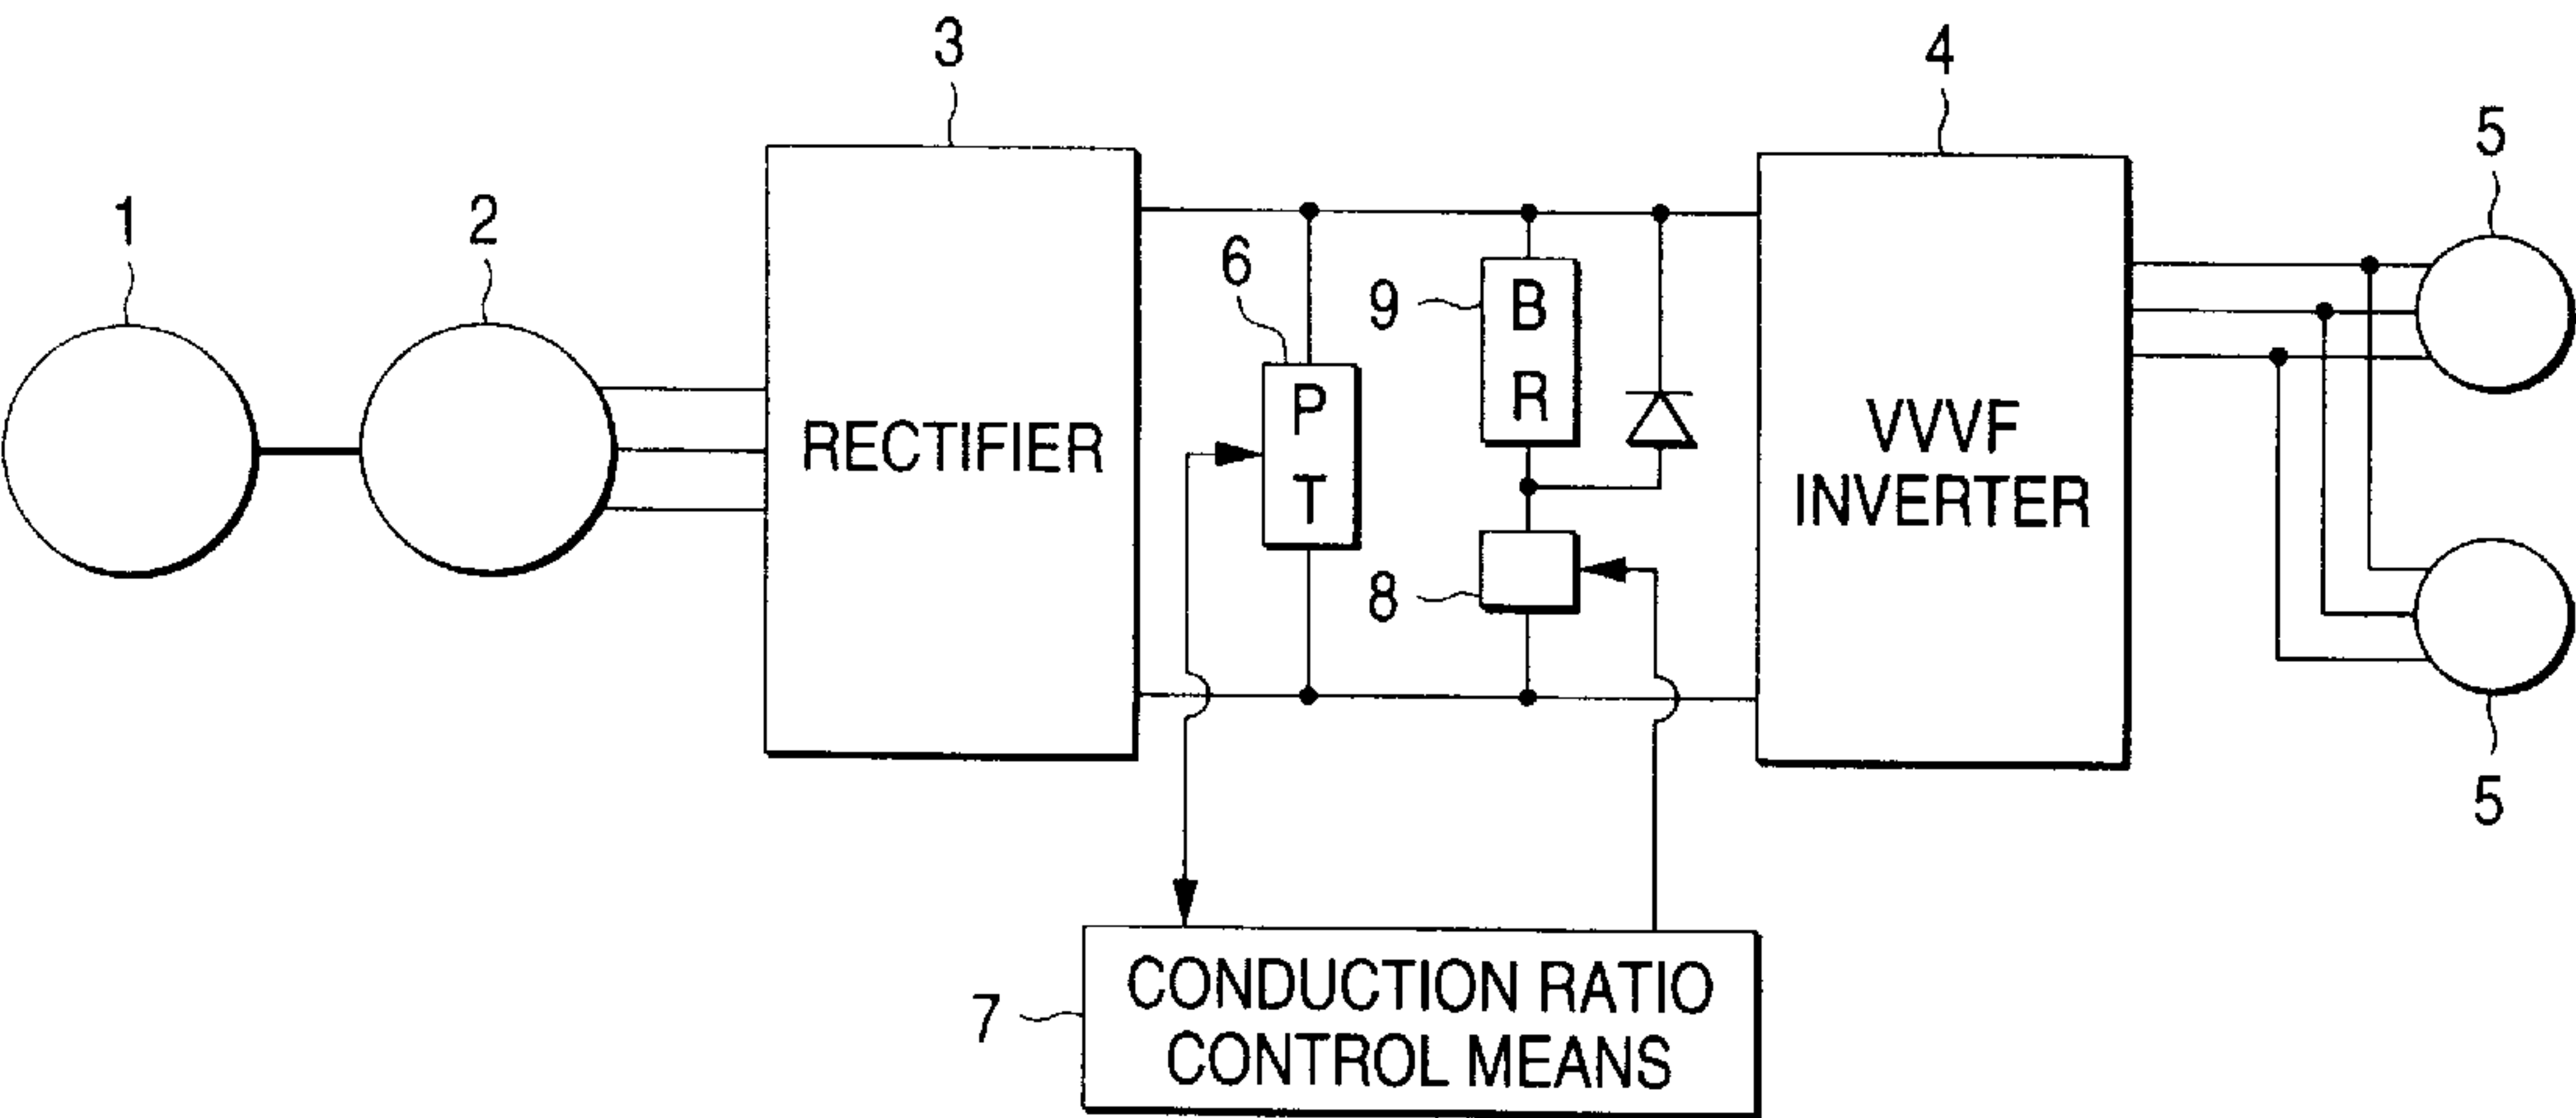 3
4
5
1
2
6
9
B
R
P
T
RECTIFIER
VVVF
INVERTER
8
5
7
CONDUCTION RATIO
CONTROL MEANS